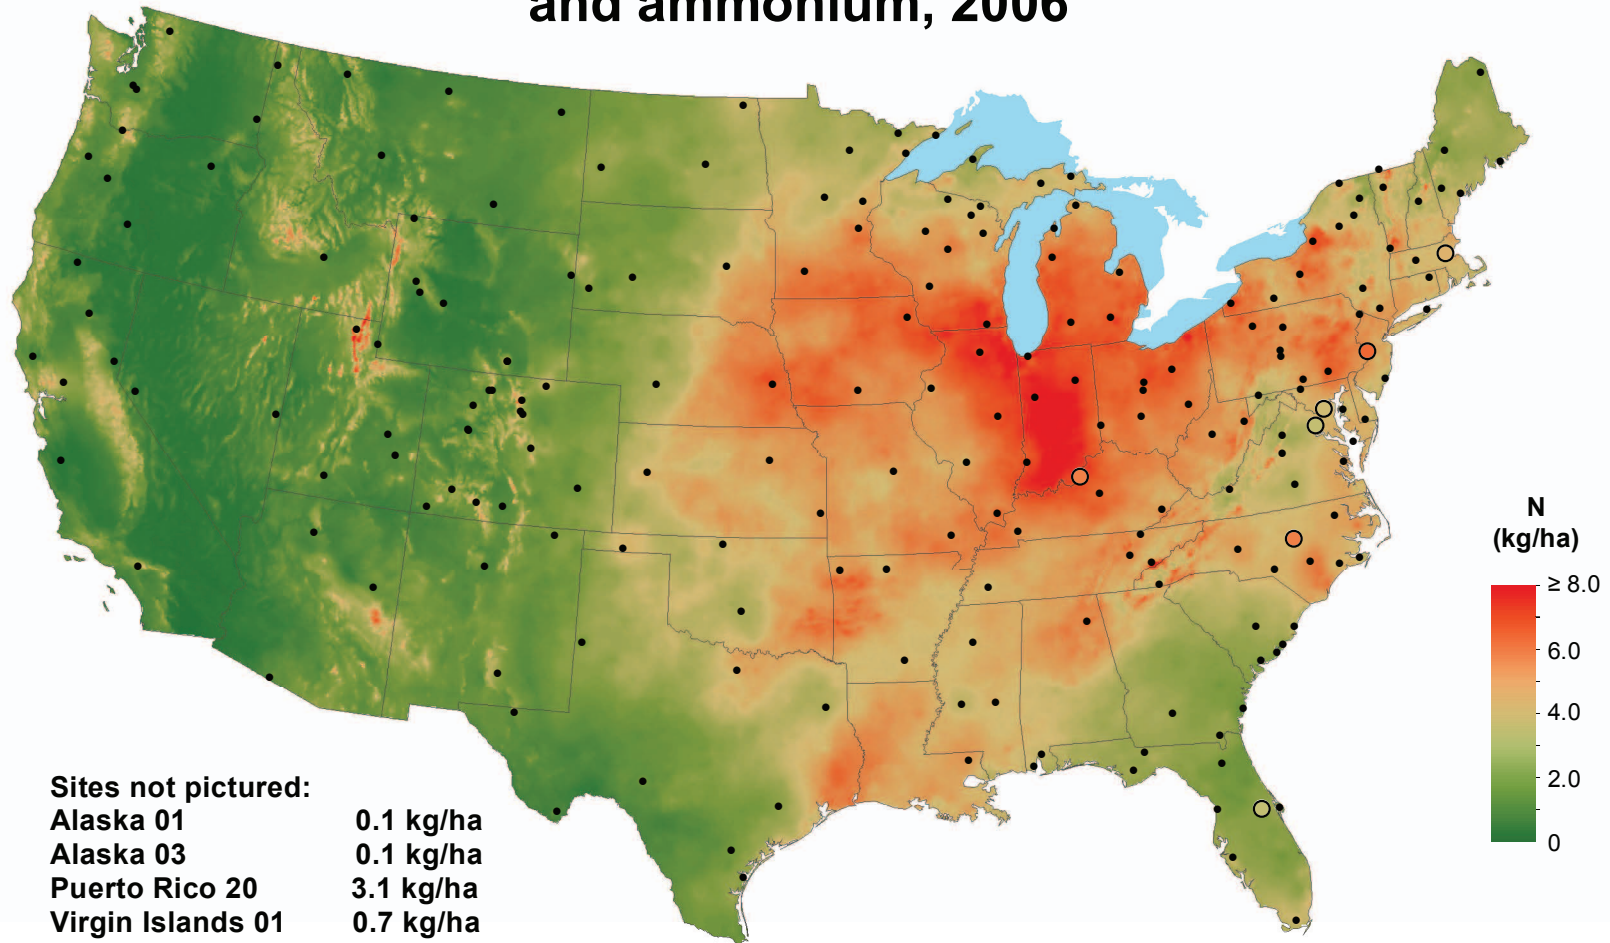 and ammonium, 2006
N
(kg/ha)
≥ 8.0
6.0
4.0
2.0
0
Sites not pictured:
Alaska 01 0.1 kg/ha
Alaska 03 0.1 kg/ha
Puerto Rico 20 3.1 kg/ha
Virgin Islands 01 0.7 kg/ha